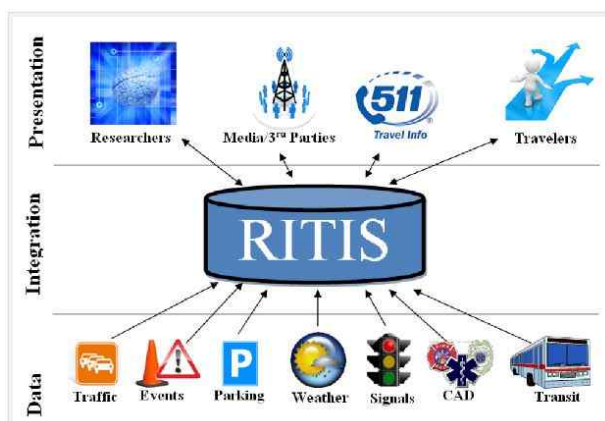 Presentation
Researchers
Media/3rd Parties
511
Travel Info
Travelers
Integration
RITIS
Data
Traffic
Events
P
Parking
Weather
Signals
CAD
Transit